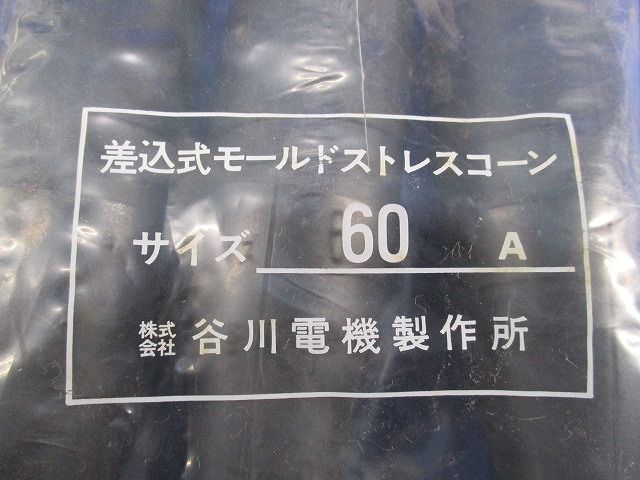 差込式モールドストレスコーン
サイズ 60 A
株式会社 谷川電機製作所